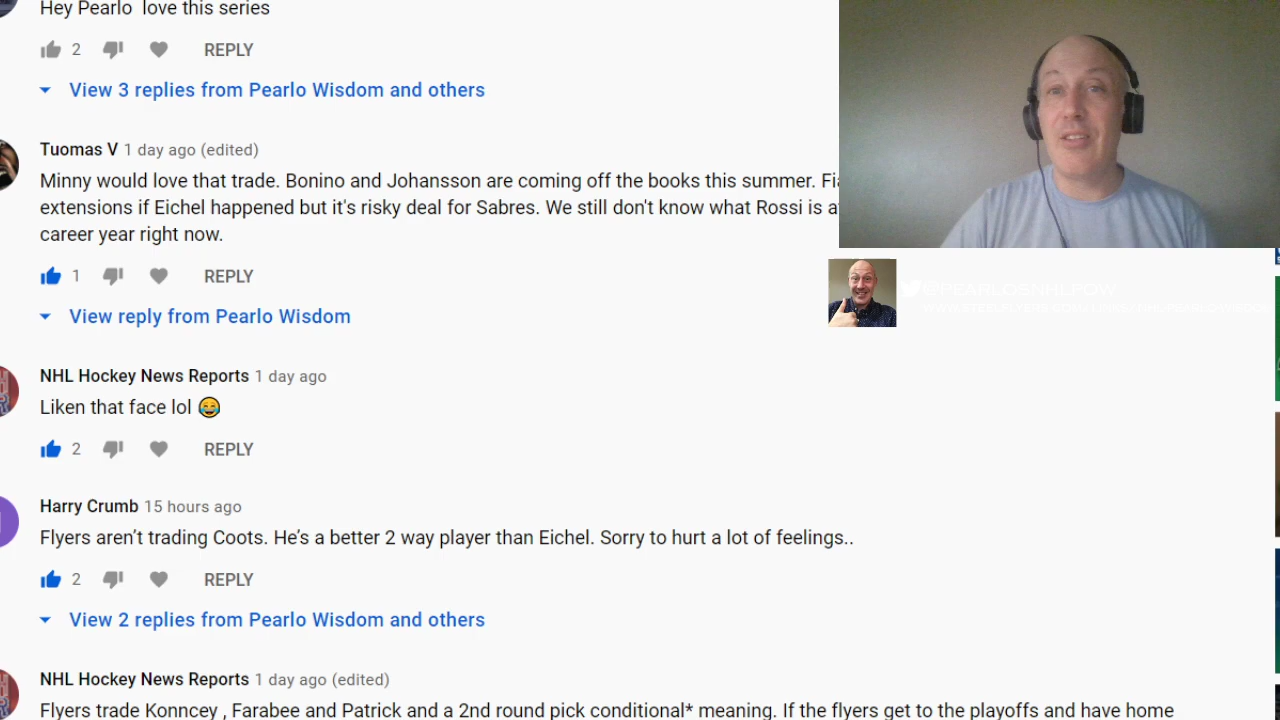 Hey Pearlo love this series
2 REPLY
View 3 replies from Pearlo Wisdom and others
Tuomas V 1 day ago (edited)
Minny would love that trade. Bonino and Johansson are coming off the books this summer.
extensions if Eichel happened but it's risky deal for Sabres. We still don't know what Rossi is
career year right now.
1 REPLY
View reply from Pearlo Wisdom
@PEARLOSNHLPOW
NHL Hockey News Reports 1 day ago
Liken that face lol 😂
2 REPLY
Harry Crumb 15 hours ago
Flyers aren’t trading Coots. He’s a better 2 way player than Eichel. Sorry to hurt a lot of feelings..
2 REPLY
View 2 replies from Pearlo Wisdom and others
NHL Hockey News Reports 1 day ago (edited)
Flyers trade Konncey , Farabee and Patrick and a 2nd round pick conditional* meaning. If the flyers get to the playoffs and have home